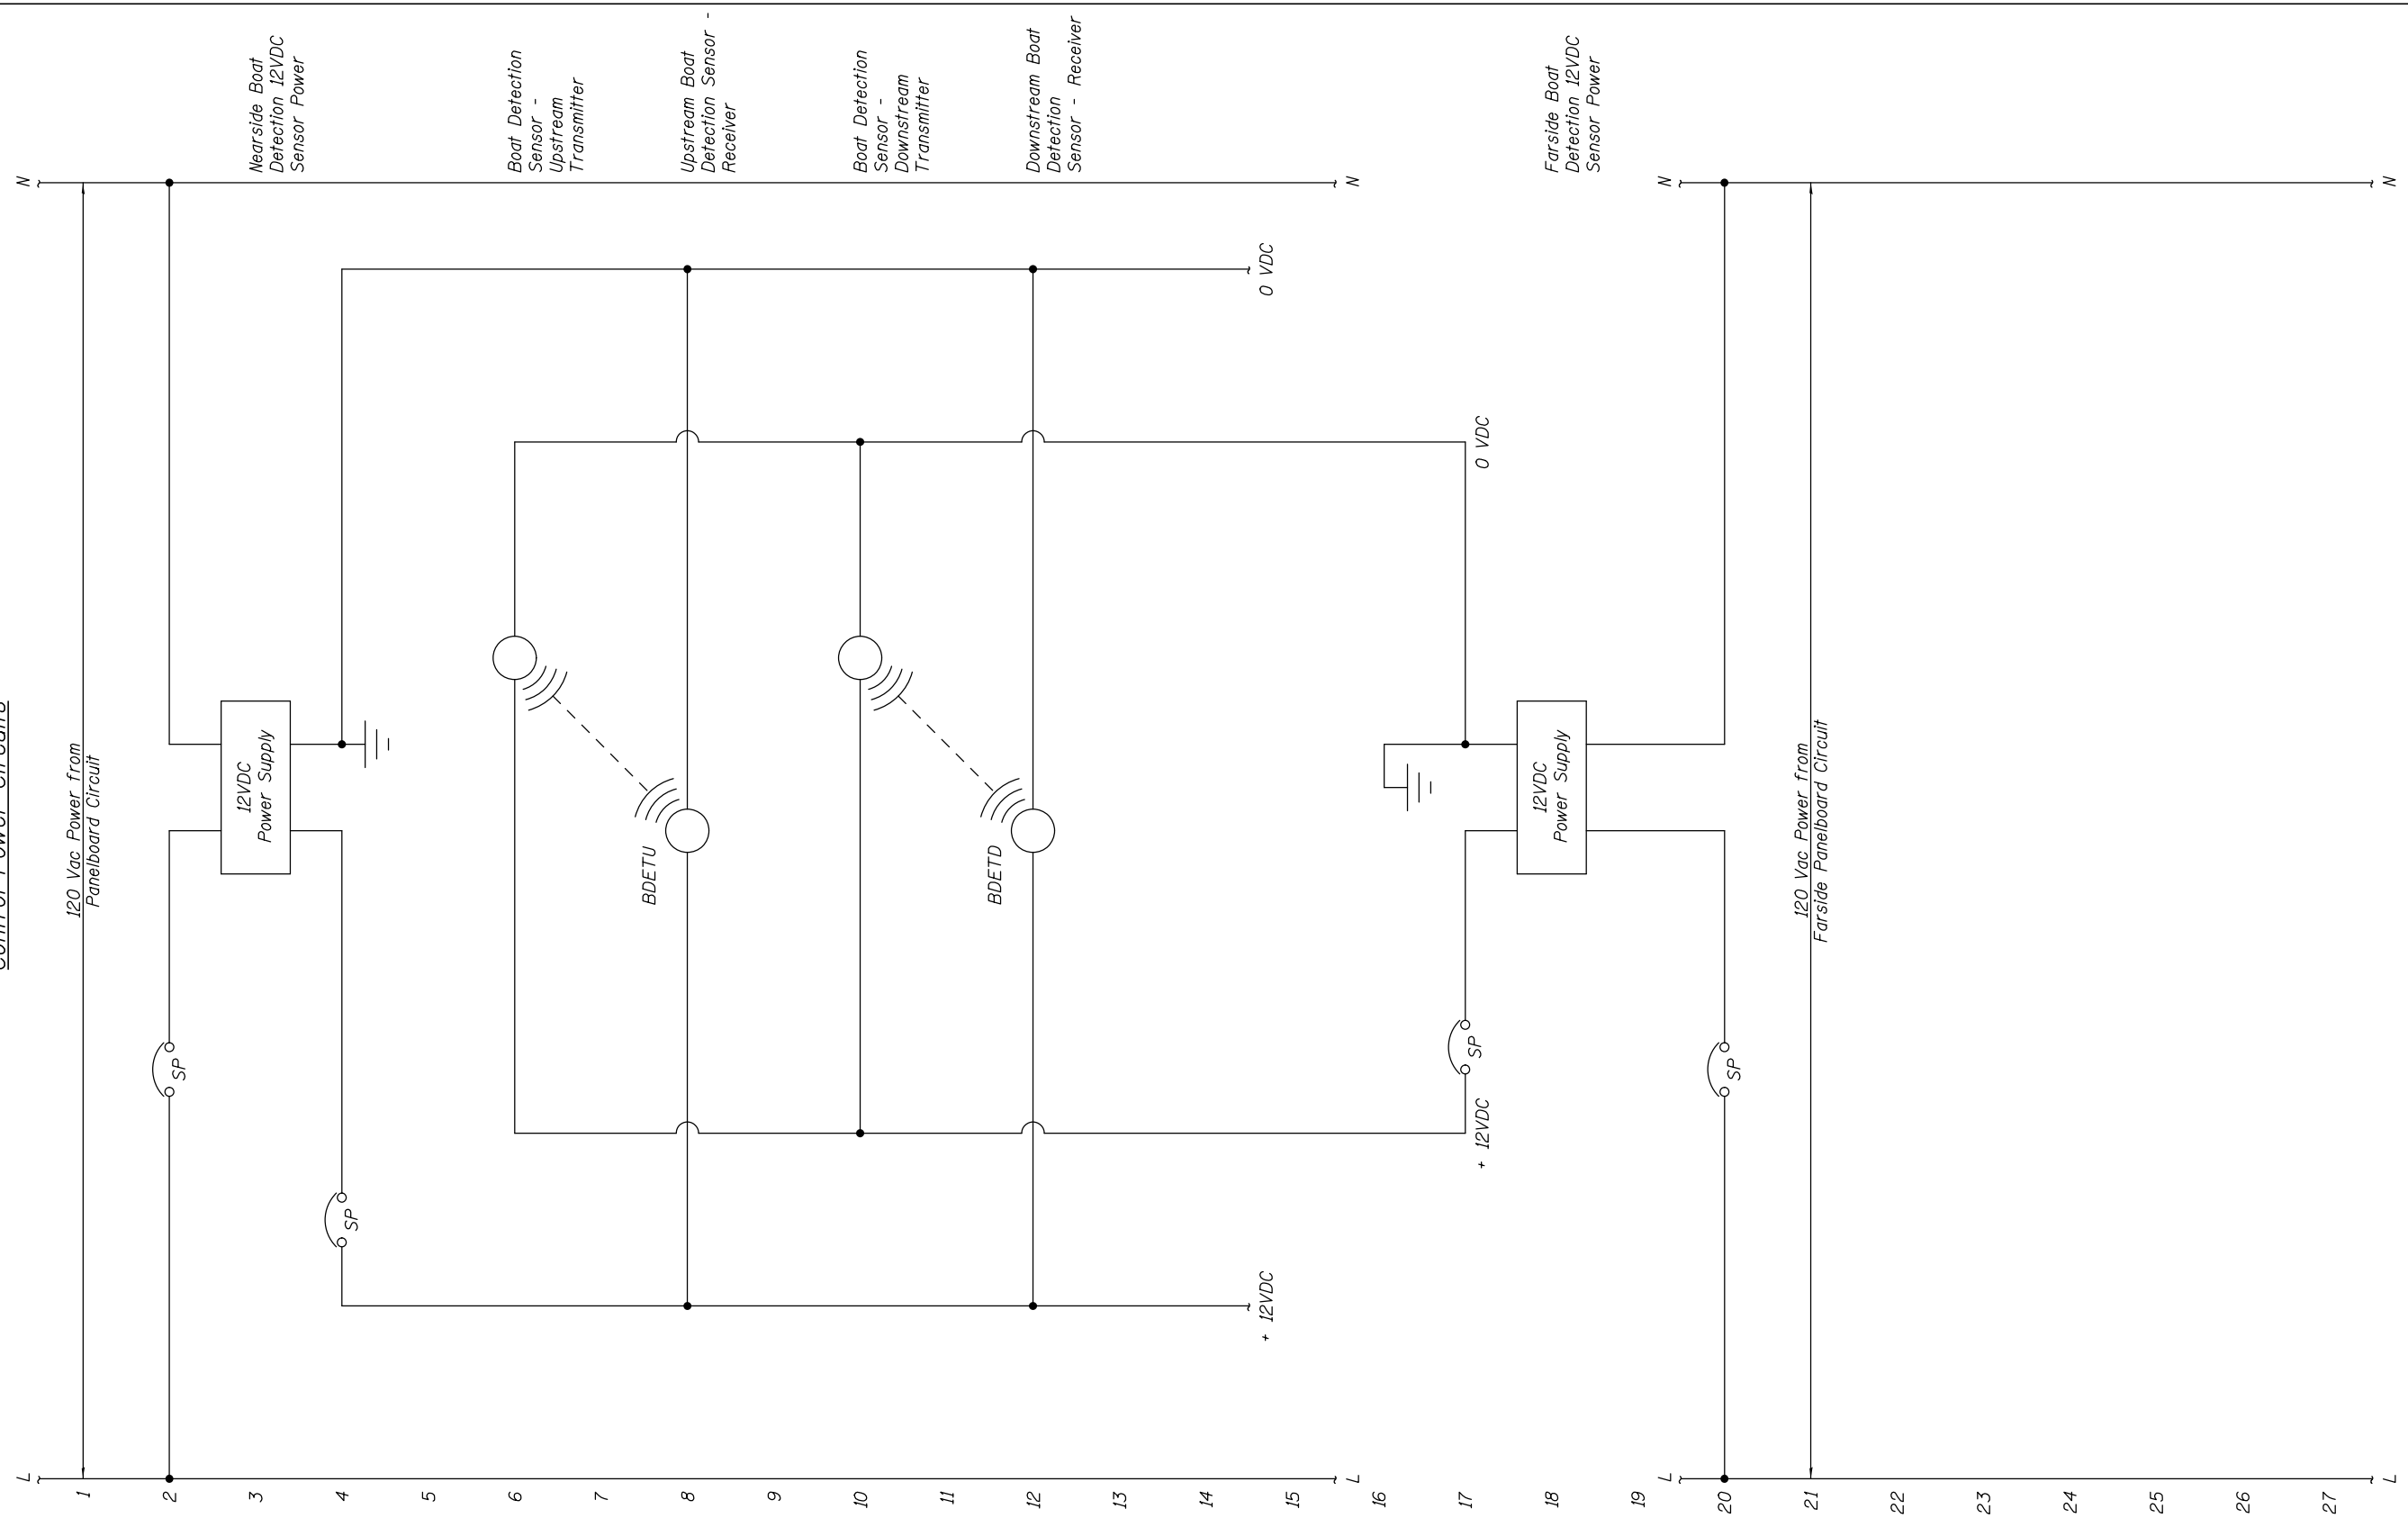 Control Power Circuits
L
N
1
120 Vac Power from
Panelboard Circuit
2
SP
3
12VDC
Power Supply
Nearside Boat
Detection 12VDC
Sensor Power
4
SP
5
6
Boat Detection
Sensor -
Upstream
Transmitter
7
BDETU
8
Upstream Boat
Detection Sensor -
Receiver
9
10
Boat Detection
Sensor -
Downstream
Transmitter
11
BDETD
12
Downstream Boat
Detection
Sensor - Receiver
13
14
+ 12VDC
0 VDC
15
L
N
16
17
+ 12VDC
SP
0 VDC
18
12VDC
Power Supply
Farside Boat
Detection 12VDC
Sensor Power
19
L
N
20
SP
21
120 Vac Power from
Farside Panelboard Circuit
22
23
24
25
26
27
L
N